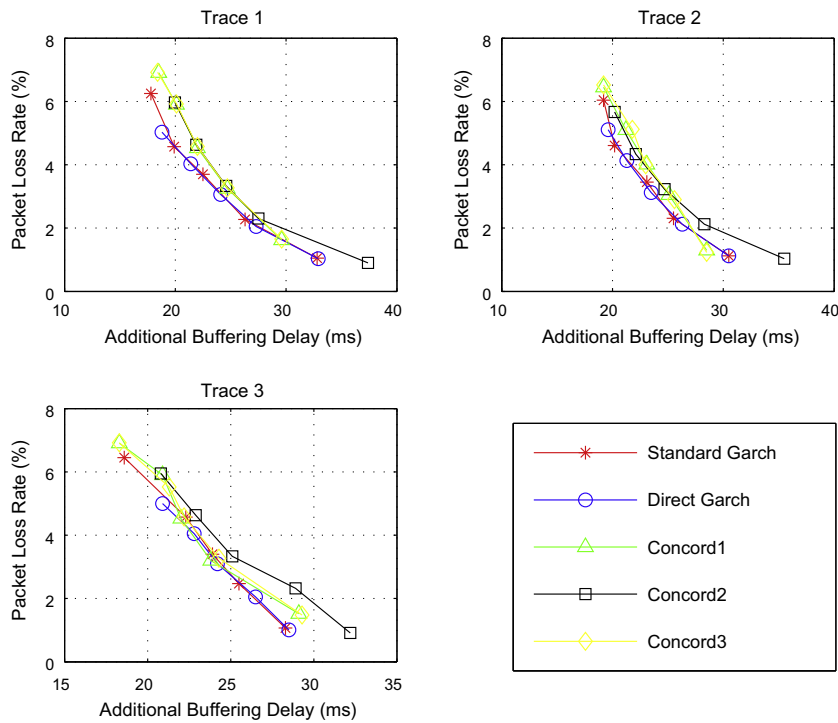 Trace 1
8
6
4
2
0
10
20
30
40
Packet Loss Rate (%)
Additional Buffering Delay (ms)
Trace 2
8
6
4
2
0
10
20
30
40
Packet Loss Rate (%)
Additional Buffering Delay (ms)
Trace 3
8
6
4
2
0
15
20
25
30
35
Packet Loss Rate (%)
Additional Buffering Delay (ms)
Standard Garch
Direct Garch
Concord1
Concord2
Concord3